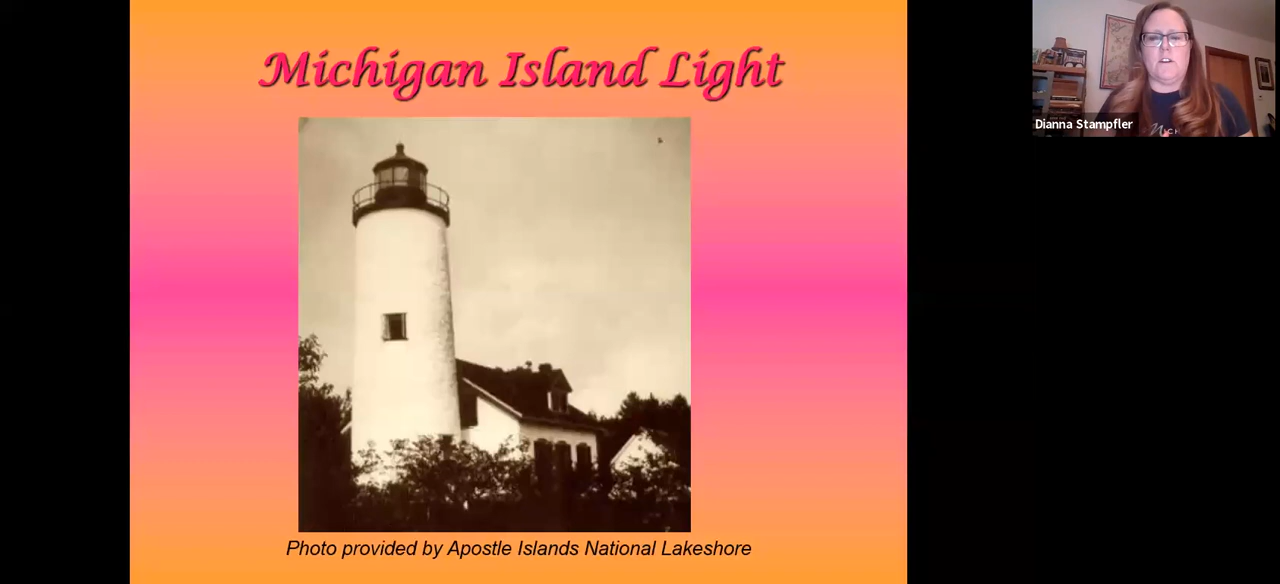 Michigan Island Light
Dianna Stampfler
Photo provided by Apostle Islands National Lakeshore